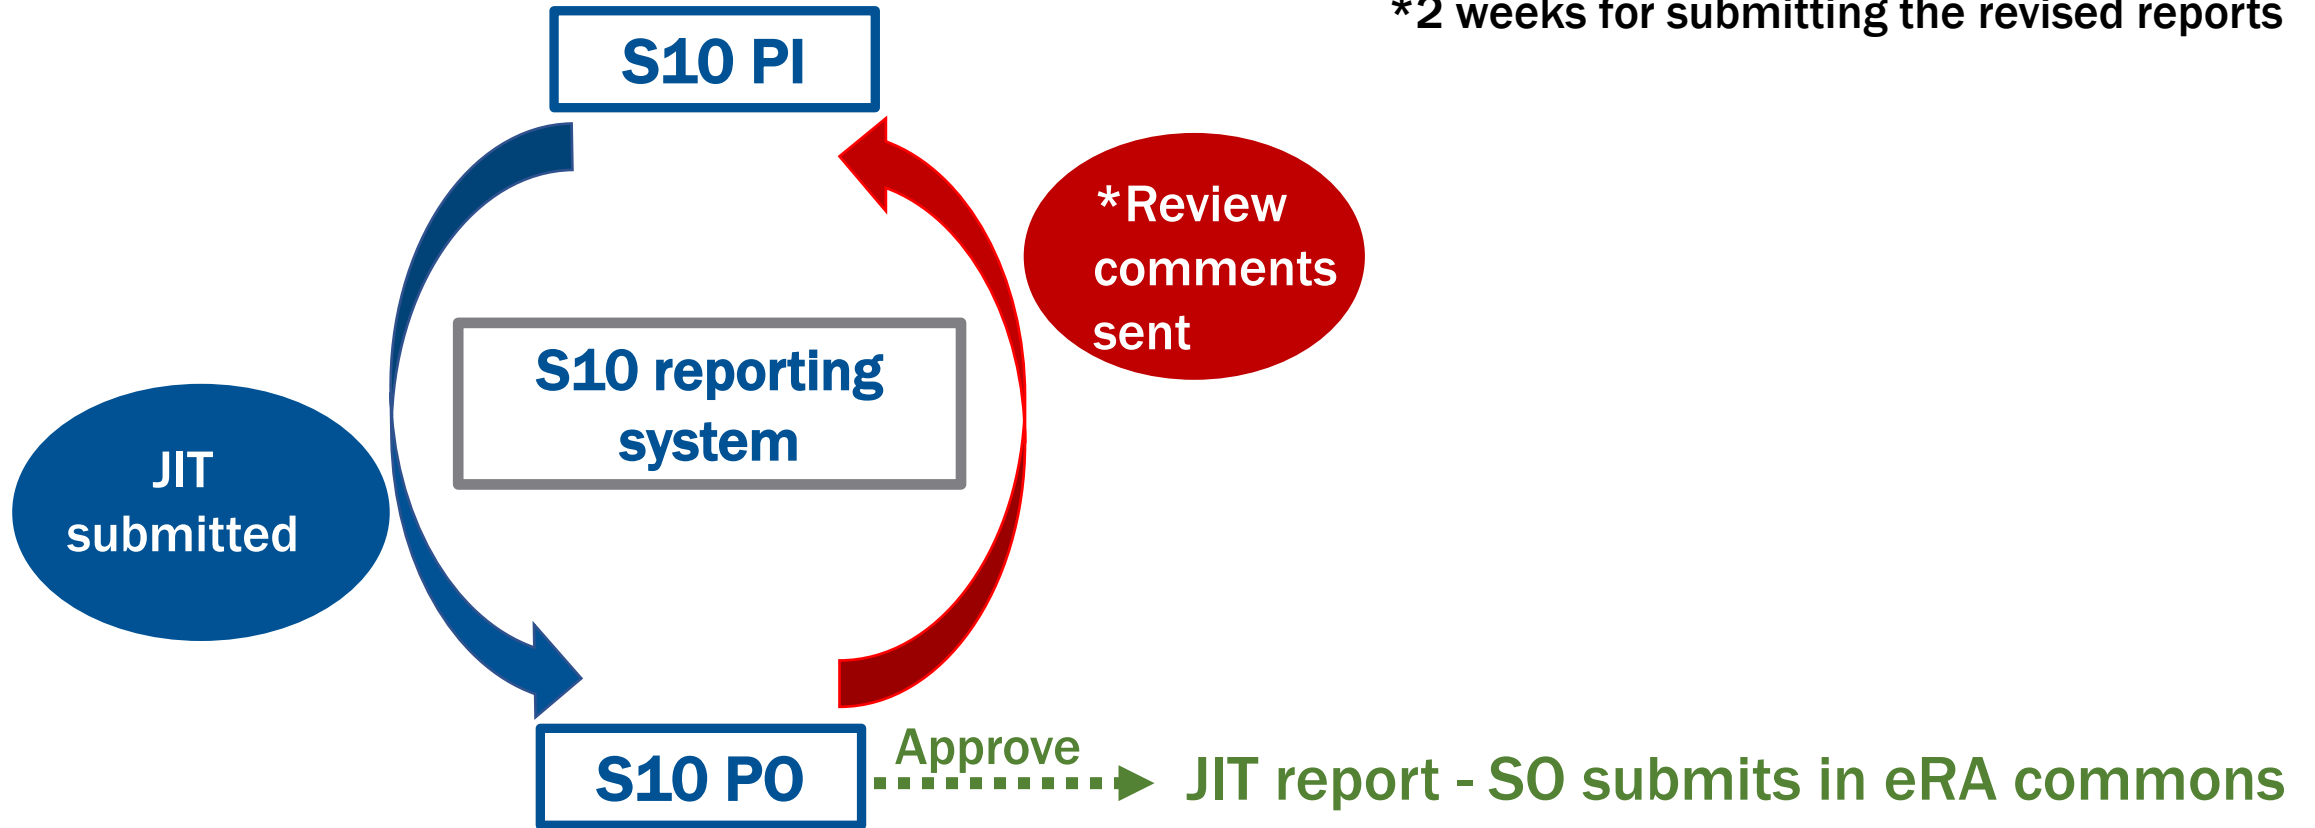 *2 weeks for submitting the revised reports
S10 PI
*Review
comments
sent
S10 reporting
system
JIT
submitted
S10 PO
Approve
JIT report - SO submits in eRA commons